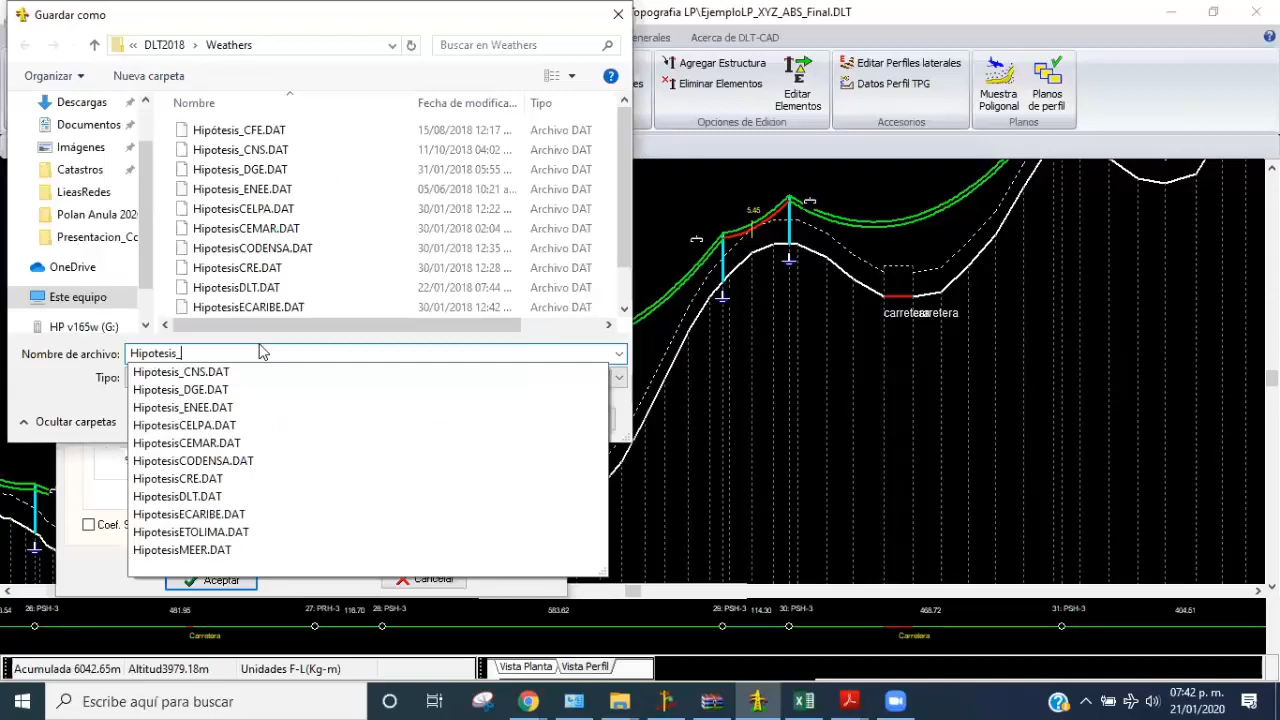 Guardar como
Topografia LP\EjemploLP_XYZ_ABS_Final.DLT
enerales
Acerca de DLT-CAD
DLT2018
Weathers
Buscar en Weathers
Organizar
Nueva carpeta
Agregar Estructura
Eliminar Elementos
Editar
Elementos
Opciones de Edicion
Editar Perfiles laterales
Datos Perfil TPG
Accesorios
Muestra
Poligonal
Planos
de perfil
Planos
Descargas
Documentos
Imágenes
Catastros
LieasRedes
Polan Anula 202
Presentacion_Cc
OneDrive
Este equipo
HP v165w (G:)
Nombre
Fecha de modifica...
Tipo
Hipótesis_CFE.DAT
15/08/2018 12:17 ...
Archivo DAT
Hipotesis_CNS.DAT
11/10/2018 04:02 ...
Archivo DAT
Hipotesis_DGE.DAT
31/01/2018 05:55 ...
Archivo DAT
Hipotesis_ENEE.DAT
05/06/2018 10:21 a...
Archivo DAT
HipotesisCELPA.DAT
30/01/2018 12:22 ...
Archivo DAT
HipotesisCEMAR.DAT
30/01/2018 02:04 ...
Archivo DAT
HipotesisCODENSA.DAT
30/01/2018 12:35 ...
Archivo DAT
HipotesisCRE.DAT
30/01/2018 12:28 ...
Archivo DAT
HipotesisDLT.DAT
22/01/2018 07:44 ...
Archivo DAT
HipotesisECARIBE.DAT
30/01/2018 12:42 ...
Archivo DAT
Nombre de archivo:
Hipotesis_
Tipo:
Ocultar carpetas
Hipotesis_CNS.DAT
Hipotesis_DGE.DAT
Hipotesis_ENEE.DAT
HipotesisCELPA.DAT
HipotesisCEMAR.DAT
HipotesisCODENSA.DAT
HipotesisCRE.DAT
HipotesisDLT.DAT
HipotesisECARIBE.DAT
HipotesisETOLIMA.DAT
HipotesisMEER.DAT
Coef. S
Aceptar
Cancelar
5.45
carretera
26: PSH-3
481.95
27: PRH-3
116.70
28: PSH-3
583.62
29: PSH-3
114.30
30: PSH-3
468.72
31: PSH-3
464.51
Carretera
Carretera
Acumulada 6042.65m
Altitud3979.18m
Unidades F-L(Kg-m)
Vista Planta
Vista Perfil
Escribe aquí para buscar
07:42 p. m.
21/01/2020